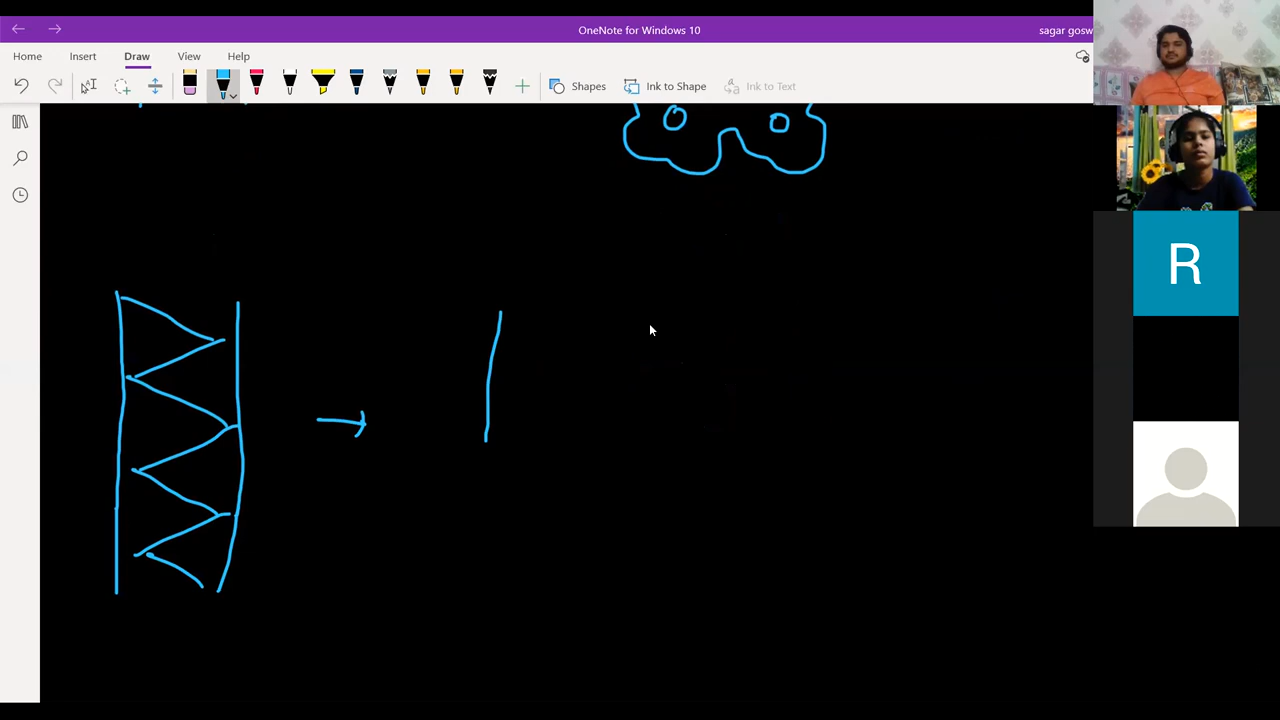 OneNote for Windows 10
sagar gosw
Home Insert Draw View Help
Shapes Ink to Shape Ink to Text
R